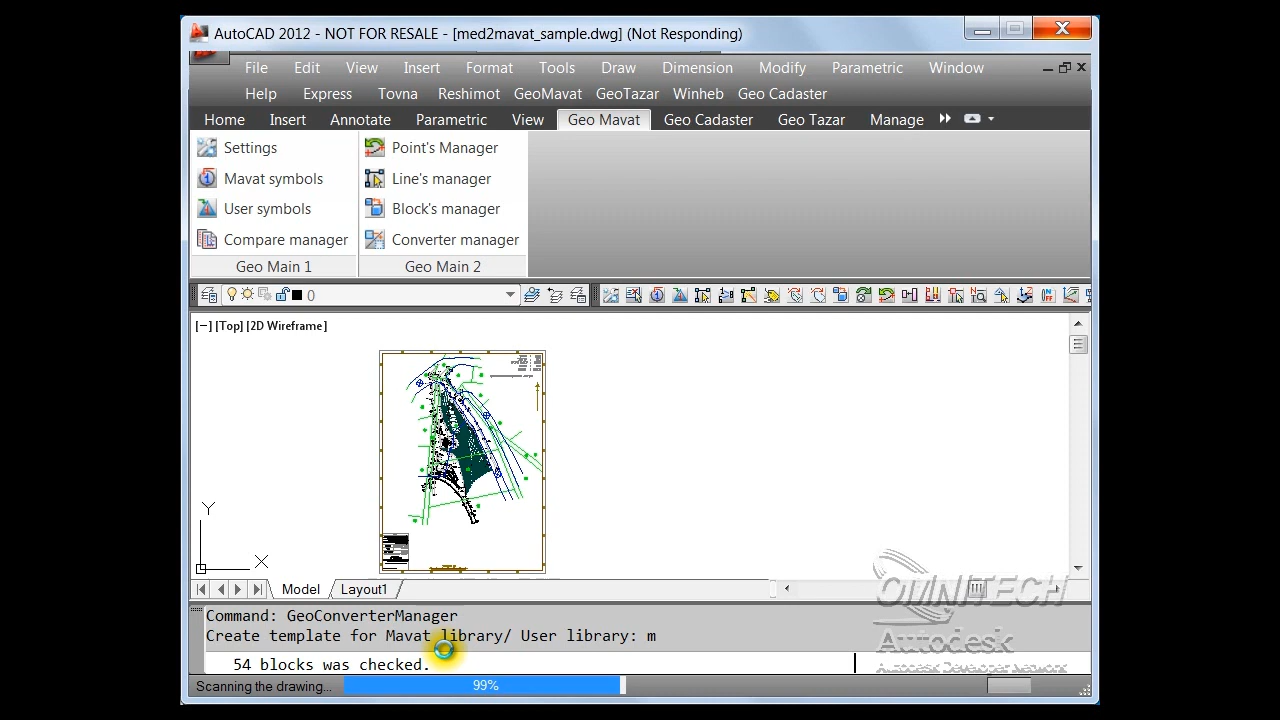 AutoCAD 2012 - NOT FOR RESALE - [med2mavat_sample.dwg] (Not Responding)
File Edit View Insert Format Tools Draw Dimension Modify Parametric Window
Help Express Tovna Reshimot GeoMavat GeoTazar Winheb Geo Cadaster
Home Insert Annotate Parametric View Geo Mavat Geo Cadaster Geo Tazar Manage
Settings Point's Manager
Mavat symbols Line's manager
User symbols Block's manager
Compare manager Converter manager
Geo Main 1 Geo Main 2
0
[−] [Top] [2D Wireframe]
Y
X
Model Layout1
OMNITECH
Command: GeoConverterManager
Create template for Mavat library/ User library: m
Autodesk
54 blocks was checked.
Autodesk Developer Network
Scanning the drawing... 99%